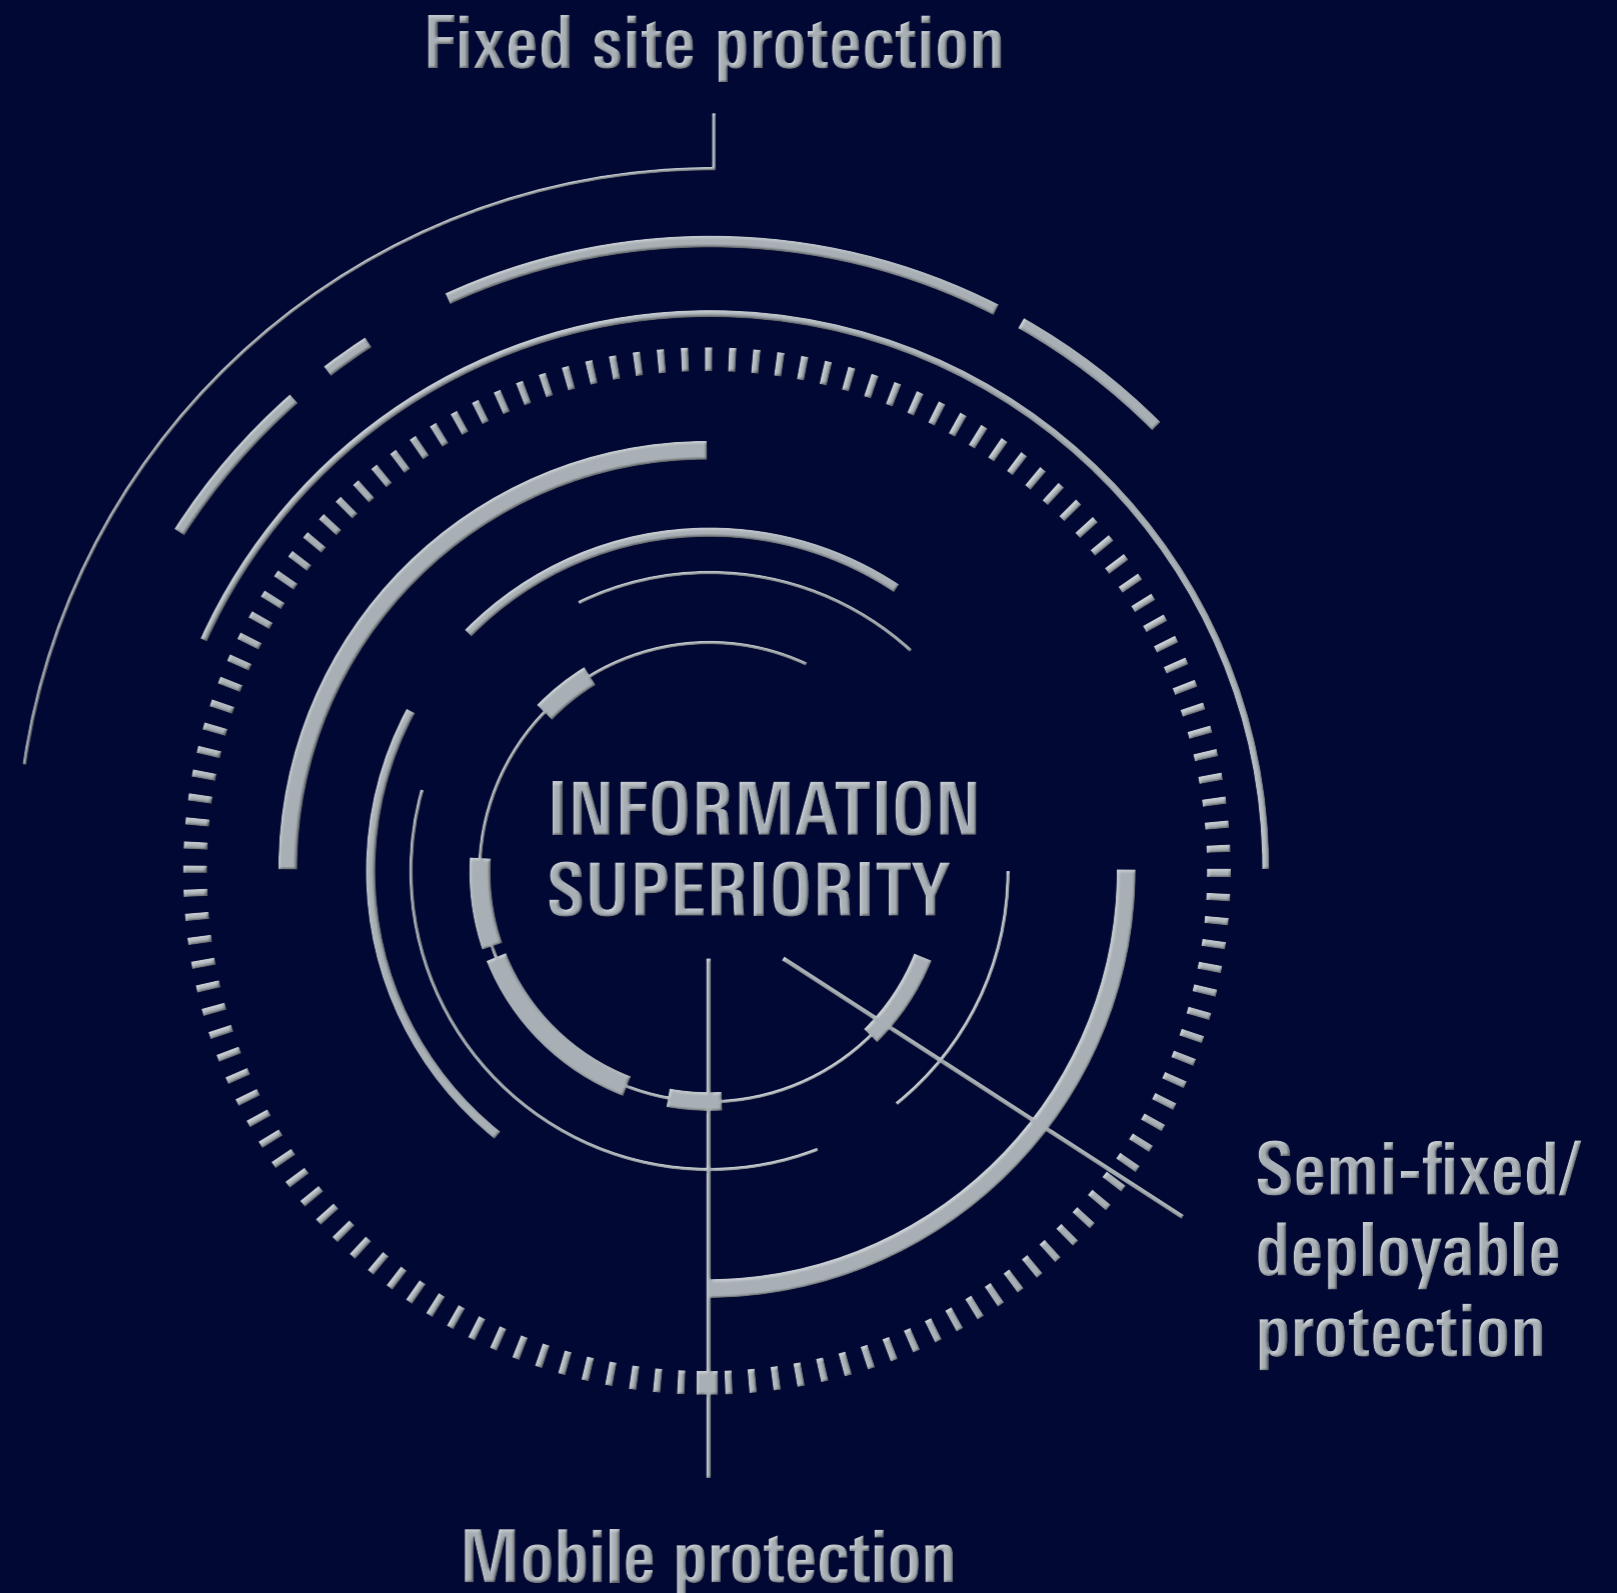 Fixed site protection
INFORMATION
SUPERIORITY
Semi-fixed/
deployable
protection
Mobile protection